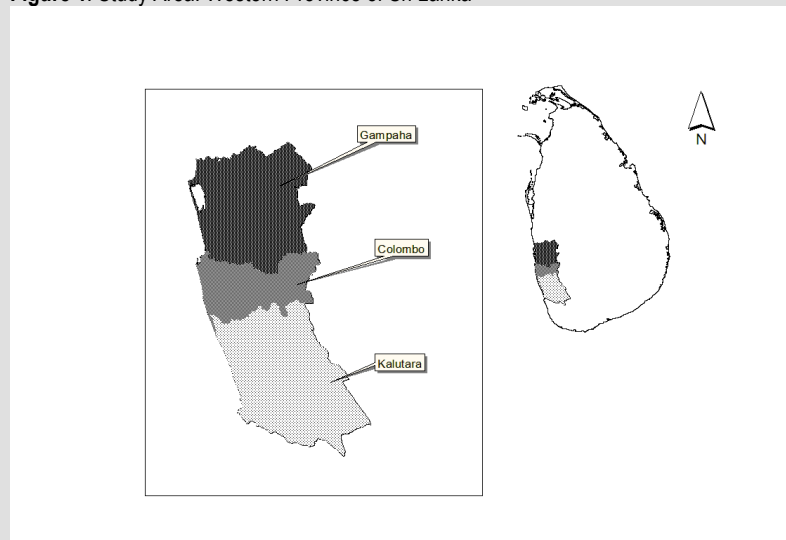 Figure 1: Study Area: Western Province of Sri Lanka
Gampaha
Colombo
Kalutara
N